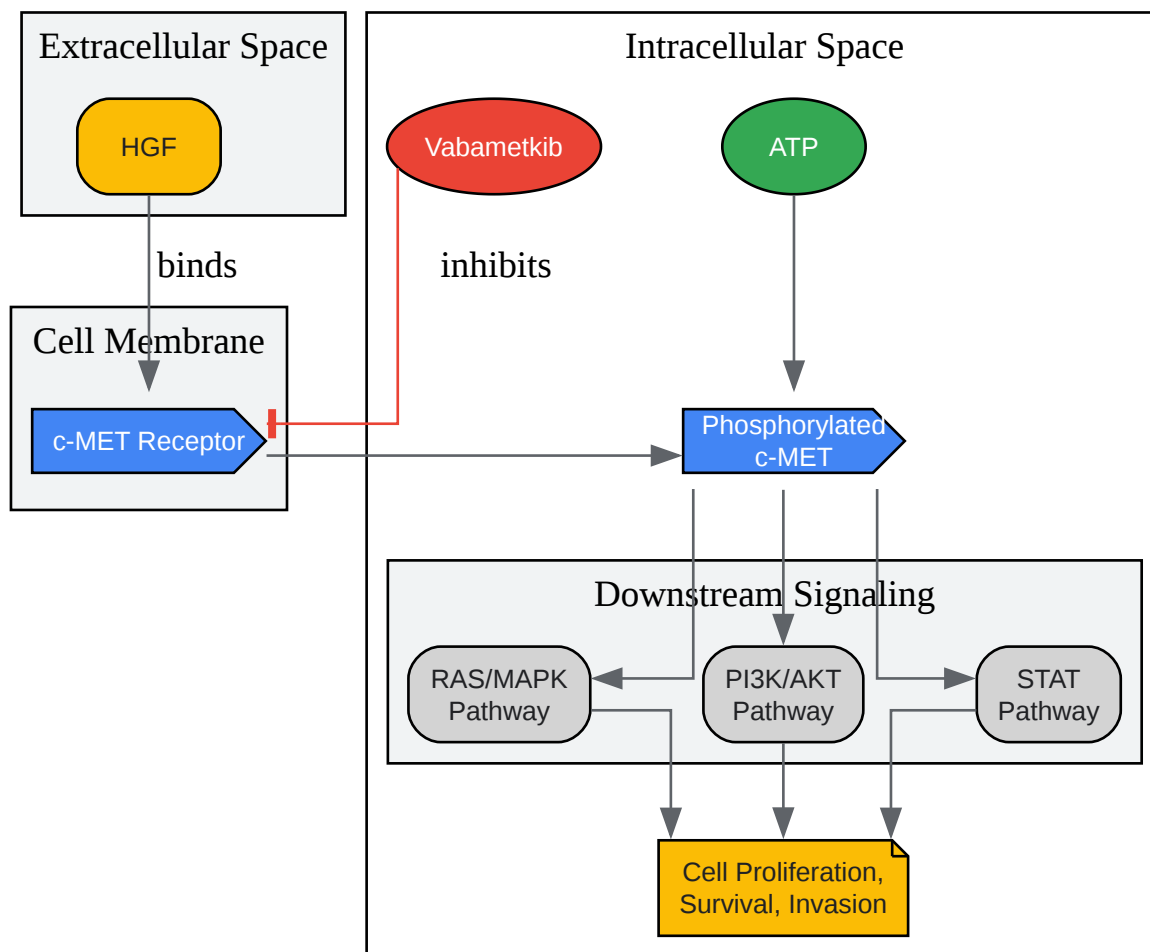 Extracellular Space
Intracellular Space
HGF
Vabametkib
ATP
binds
inhibits
Cell Membrane
c-MET Receptor
Phosphorylated
c-MET
Downstream Signaling
RAS/MAPK
Pathway
PI3K/AKT
Pathway
STAT
Pathway
Cell Proliferation,
Survival, Invasion